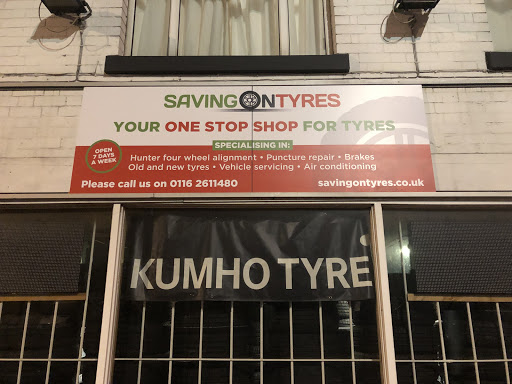 SAVINGONTYRES
YOUR ONE STOP SHOP FOR TYRES
SPECIALISING IN:
OPEN
7 DAYS
A WEEK
Hunter four wheel alignment • Puncture repair • Brakes
Old and new tyres • Vehicle servicing • Air conditioning
Please call us on 0116 2611480
savingontyres.co.uk
KUMHO TYRE